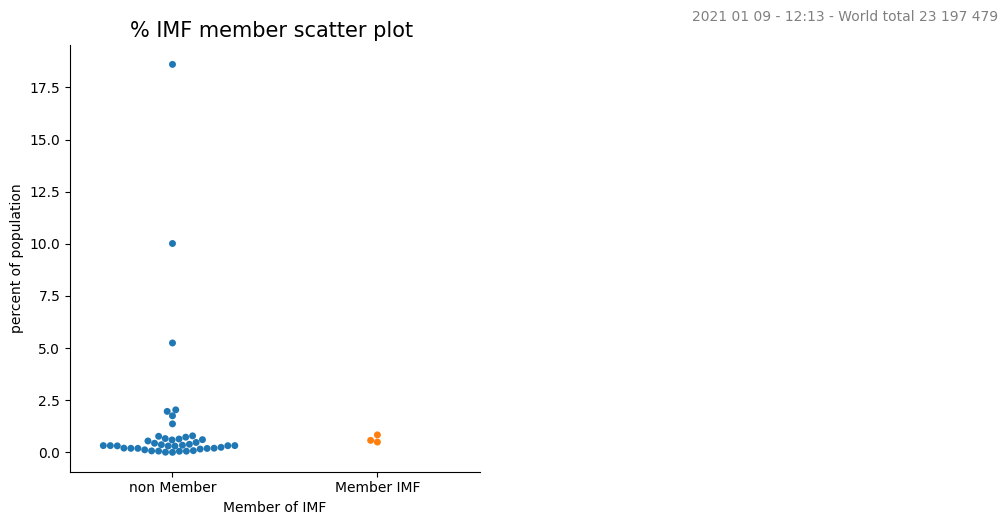 2021 01 09 - 12:13 - World total 23 197 479
% IMF member scatter plot
17.5
15.0
12.5
10.0
7.5
5.0
2.5
0.0
percent of population
non Member
Member IMF
Member of IMF